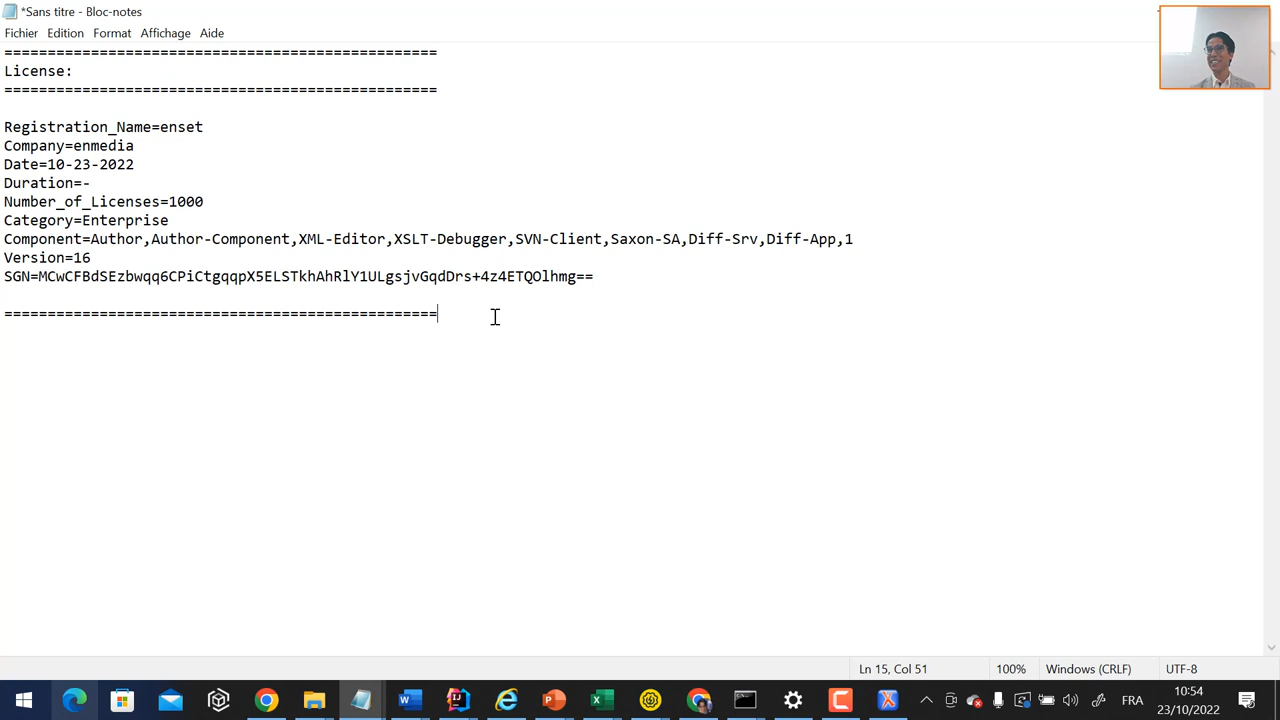 *Sans titre - Bloc-notes
Fichier Edition Format Affichage Aide
==================================================
License:
==================================================
Registration_Name=enset
Company=enmedia
Date=10-23-2022
Duration=-
Number_of_Licenses=1000
Category=Enterprise
Component=Author,Author-Component,XML-Editor,XSLT-Debugger,SVN-Client,Saxon-SA,Diff-Srv,Diff-App,1
Version=16
SGN=MCwCFBdSEzbwqq6CPiCtgqqpX5ELSTkhAhRlY1ULgsjvGqdDrs+4z4ETQOlhmg==
==================================================
Ln 15, Col 51 100% Windows (CRLF) UTF-8
FRA
10:54
23/10/2022